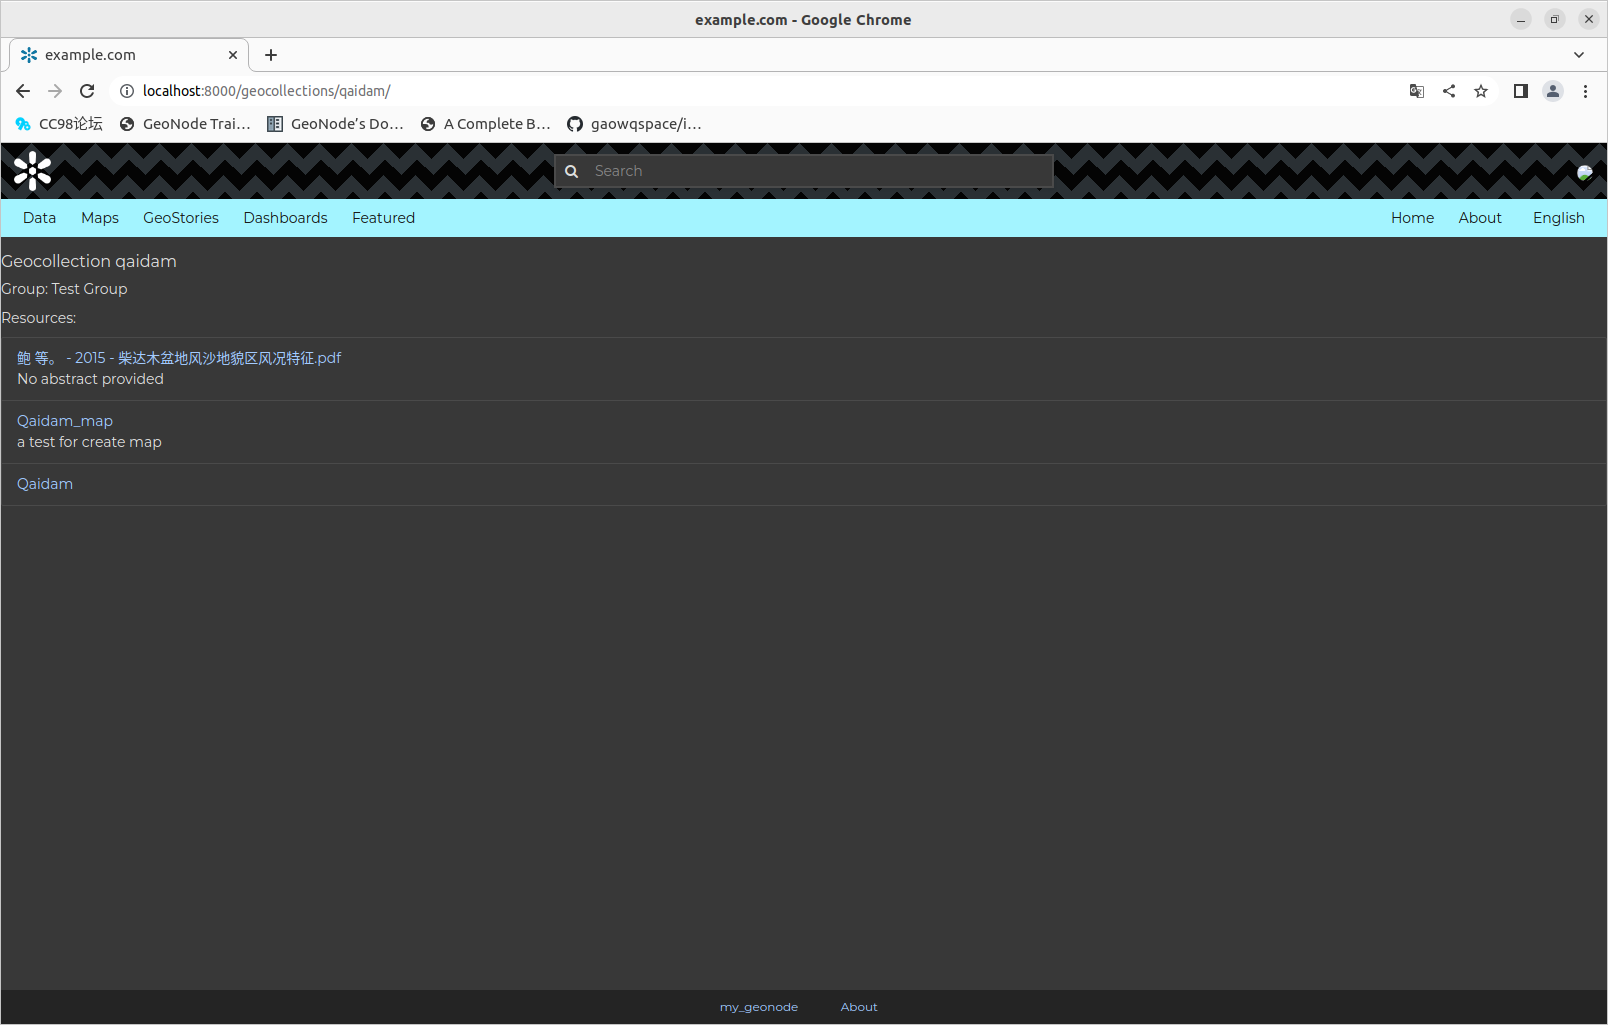 example.com - Google Chrome
example.com
localhost:8000/geocollections/qaidam/
CC98论坛 GeoNode Trai… GeoNode’s Do… A Complete B… gaowqspace/i…
Search
Data Maps GeoStories Dashboards Featured Home About English
Geocollection qaidam
Group: Test Group
Resources:
鲍 等。 - 2015 - 柴达木盆地风沙地貌区风况特征.pdf
No abstract provided
Qaidam_map
a test for create map
Qaidam
my_geonode About